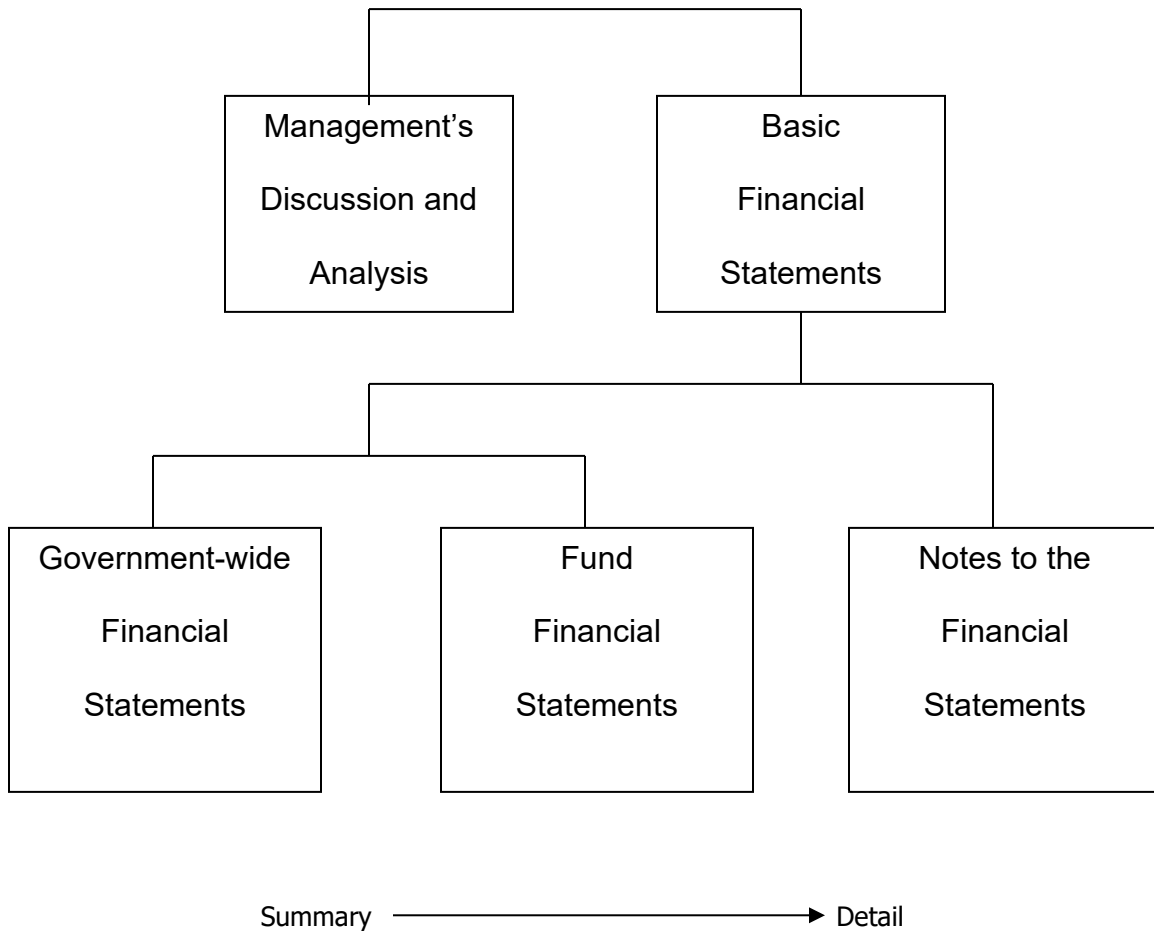 Management’s
Discussion and
Analysis
Basic
Financial
Statements
Government-wide
Financial
Statements
Fund
Financial
Statements
Notes to the
Financial
Statements
Summary
Detail